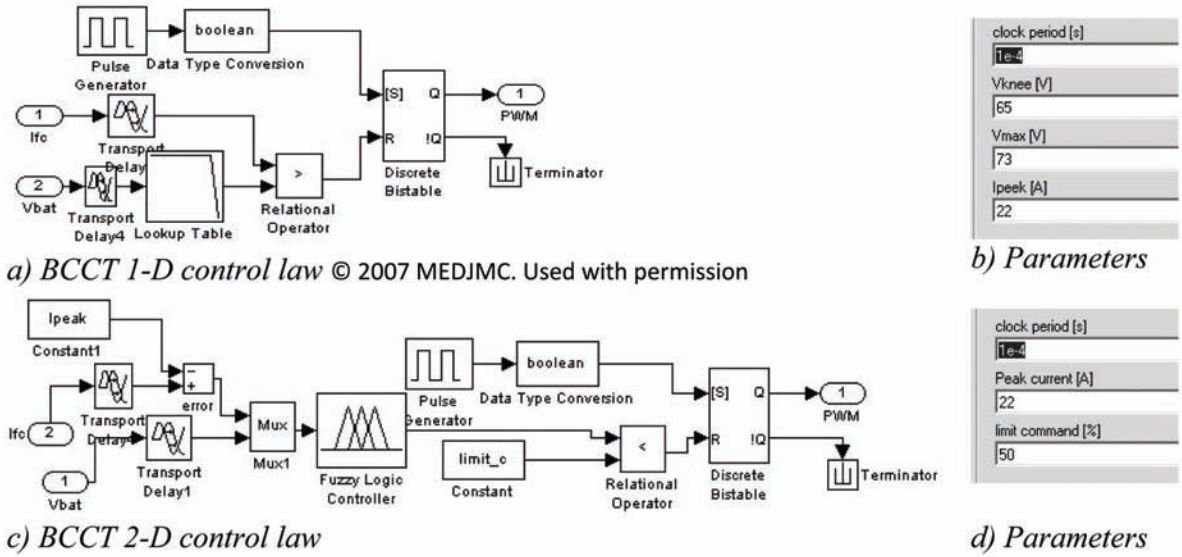 boolean
Pulse Generator
Data Type Conversion
1
Ifc
Transport
Delay
2
Vbat
Transport
Delay4
Lookup Table
>
Relational
Operator
[S]
Q
R
!Q
Discrete
Bistable
1
PWM
Terminator
a) BCCT 1-D control law © 2007 MEDJMC. Used with permission
clock period [s]
1e-4
Vknee [V]
65
Vmax [V]
73
Ipeek [A]
22
b) Parameters
Ipeak
Constant1
−
+
error
Transport
Ifc
2
1
Vbat
Transport
Delay1
Mux
Mux1
Fuzzy Logic
Controller
Pulse
Generator
boolean
Data Type Conversion
limit_c
Constant
<
Relational
Operator
[S]
Q
R
!Q
Discrete
Bistable
1
PWM
Terminator
c) BCCT 2-D control law
clock period [s]
1e-4
Peak current [A]
22
limit command [%]
50
d) Parameters